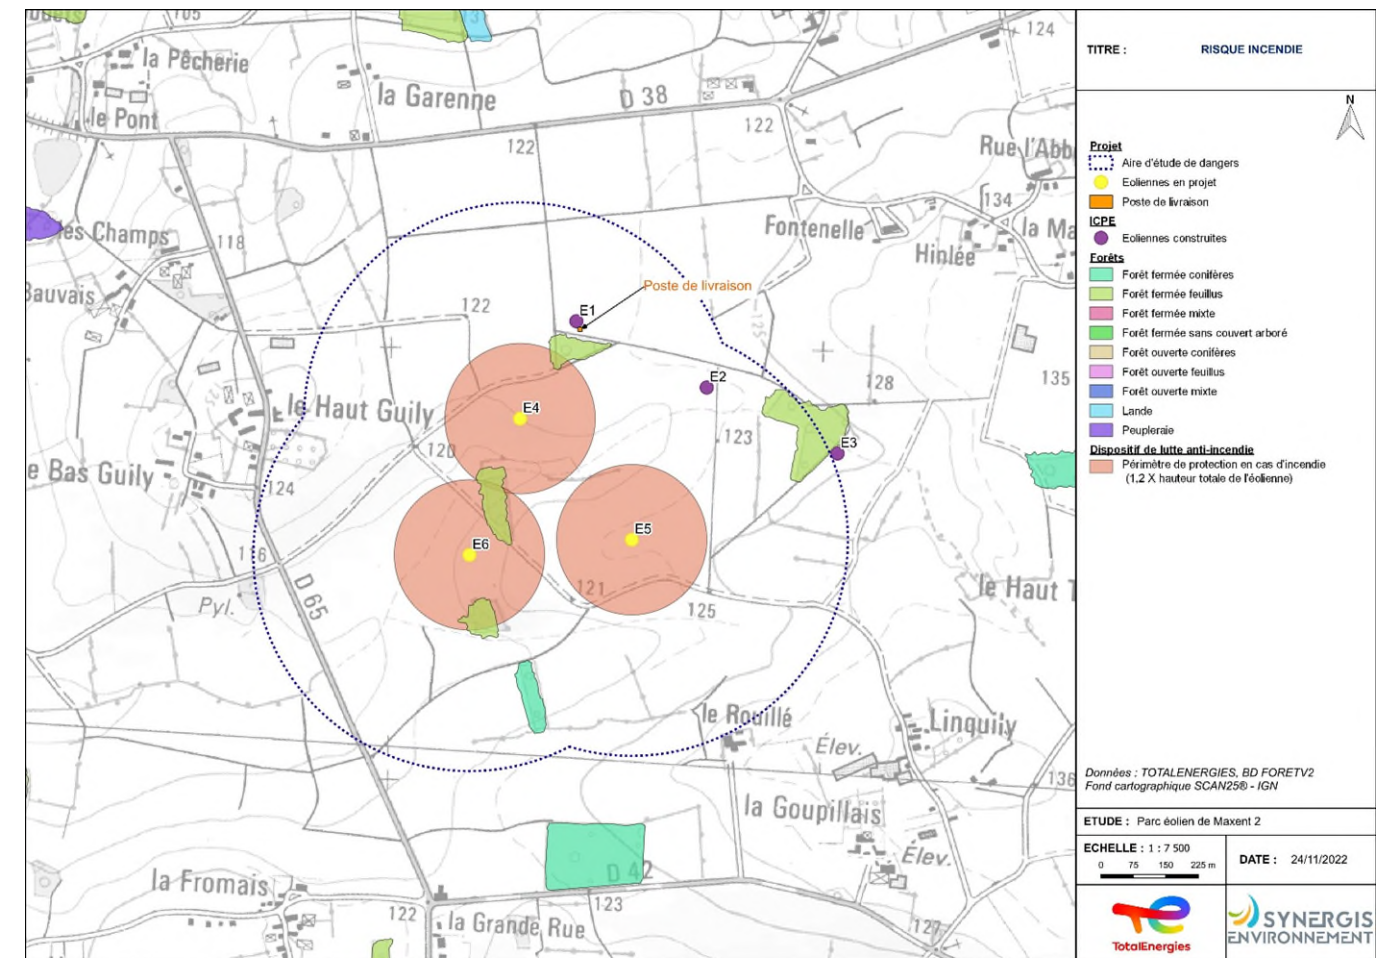 105
la Pêcherie
le Pont
la Garenne
D 38
124
122
122
Rue l'Abb
134
les Champs
118
Fontenelle
Hinlée
la Ma
Bauvais
122
E1
Poste de livraison
125
E2
128
135
le Haut Guily
E4
120
123
E3
e Bas Guily
124
E6
E5
116
Pyl.
D 65
121
125
le Haut T
le Rouillé
Linquily
Élev.
136
la Goupillais
Élev.
la Fromais
D 42
122
la Grande Rue
123
127
TITRE : RISQUE INCENDIE
N
Projet
Aire d'étude de dangers
Eoliennes en projet
Poste de livraison
ICPE
Eoliennes construites
Forêts
Forêt fermée conifères
Forêt fermée feuillus
Forêt fermée mixte
Forêt fermée sans couvert arboré
Forêt ouverte conifères
Forêt ouverte feuillus
Forêt ouverte mixte
Lande
Peupleraie
Dispositif de lutte anti-incendie
Périmètre de protection en cas d'incendie
(1,2 X hauteur totale de l'éolienne)
Données : TOTALENERGIES, BD FORETV2
Fond cartographique SCAN25® - IGN
ETUDE : Parc éolien de Maxent 2
ECHELLE : 1 : 7 500
0 75 150 225 m
DATE : 24/11/2022
TotalEnergies
SYNERGIS
ENVIRONNEMENT